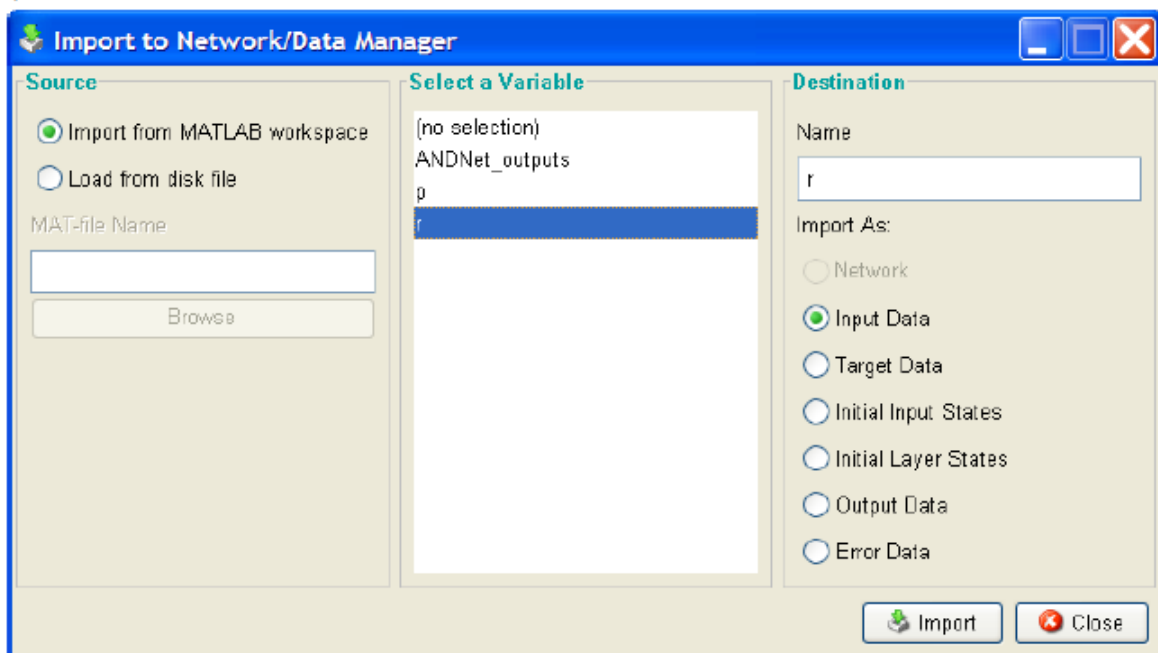 Import to Network/Data Manager
Source
Import from MATLAB workspace
Load from disk file
MAT-file Name
Browse
Select a Variable
(no selection)
ANDNet_outputs
p
r
Destination
Name
r
Import As:
Network
Input Data
Target Data
Initial Input States
Initial Layer States
Output Data
Error Data
Import
Close